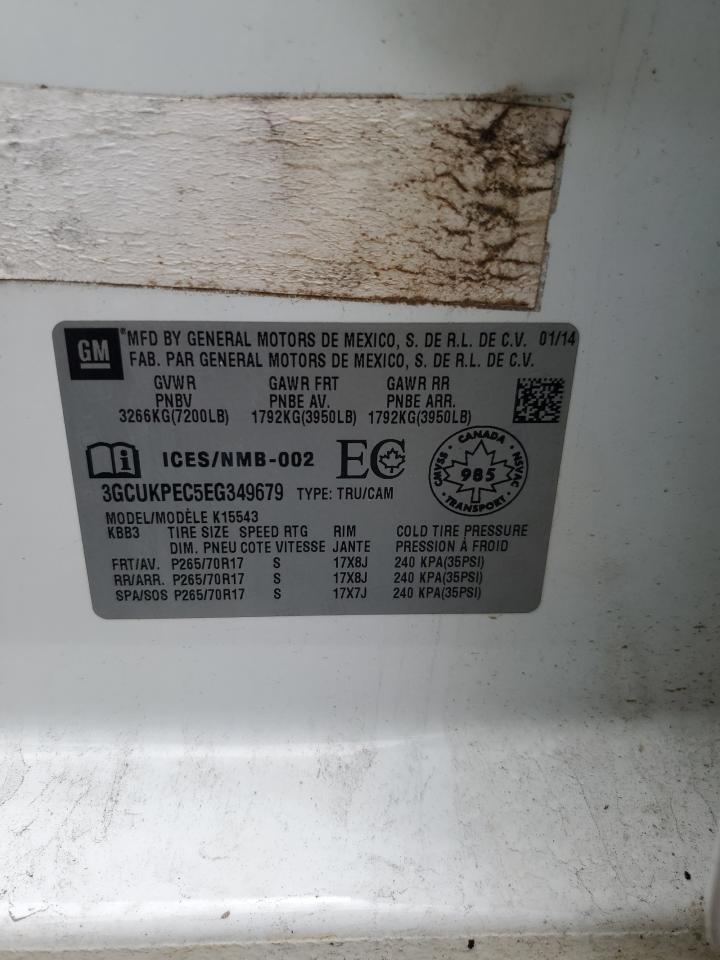 GM ® MFD BY GENERAL MOTORS DE MEXICO, S. DE R.L. DE C.V. 01/14
FAB. PAR GENERAL MOTORS DE MEXICO, S. DE R.L. DE C.V.
GVWR GAWR FRT GAWR RR
PNBV PNBE AV. PNBE ARR.
3266KG(7200LB) 1792KG(3950LB) 1792KG(3950LB)
i ICES/NMB-002 EC
CANADA
CMVSS 985 NSVAC
TRANSPORT
3GCUKPEC5EG349679 TYPE: TRU/CAM
MODEL/MODÈLE K15543
KBB3 TIRE SIZE SPEED RTG RIM COLD TIRE PRESSURE
DIM. PNEU COTE VITESSE JANTE PRESSION À FROID
FRT/AV. P265/70R17 S 17X8J 240 KPA(35PSI)
RR/ARR. P265/70R17 S 17X8J 240 KPA(35PSI)
SPA/SOS P265/70R17 S 17X7J 240 KPA(35PSI)